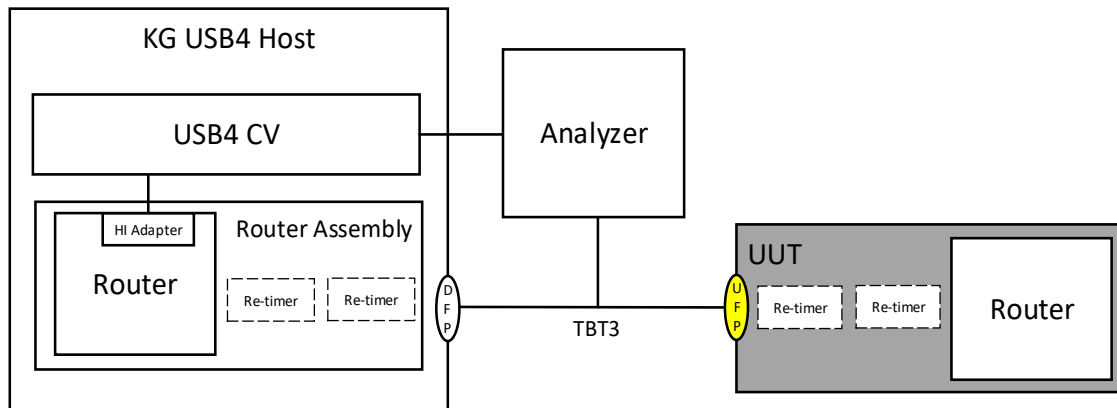 KG USB4 Host
USB4 CV
Analyzer
HI Adapter
Router Assembly
Router
Re-timer
Re-timer
D
F
P
TBT3
U
F
P
UUT
Re-timer
Re-timer
Router